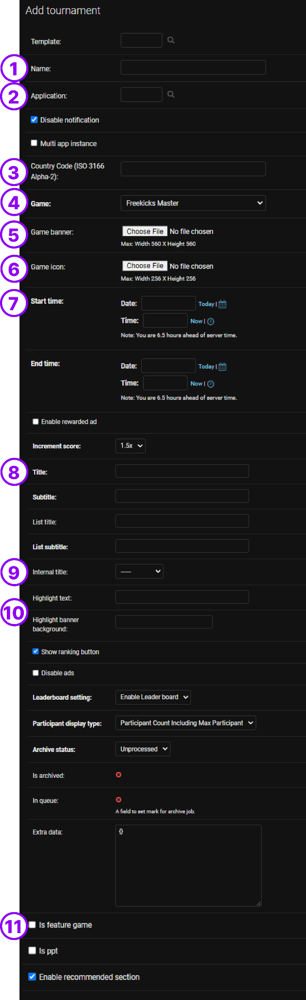 Add tournament
Template:
1 Name:
2 Application:
Disable notification
Multi app instance
3 Country Code (ISO 3166
Alpha-2):
4 Game: Freekicks Master
5 Game banner: Choose File No file chosen
Max: Width 560 X Height 560
6 Game icon: Choose File No file chosen
Max: Width 256 X Height 256
7 Start time: Date: Today |
Time: Now |
Note: You are 6.5 hours ahead of server time.
End time: Date: Today |
Time: Now |
Note: You are 6.5 hours ahead of server time.
Enable rewarded ad
Increment score: 1.5x
8 Title:
Subtitle:
List title:
List subtitle:
9 Internal title: -----
Highlight text:
10
Highlight banner
background:
Show ranking button
Disable ads
Leaderboard setting: Enable Leader board
Participant display type: Participant Count Including Max Participant
Archive status: Unprocessed
Is archived:
In queue:
A field to set mark for archive job.
Extra data: {}
11 Is feature game
Is ppt
Enable recommended section